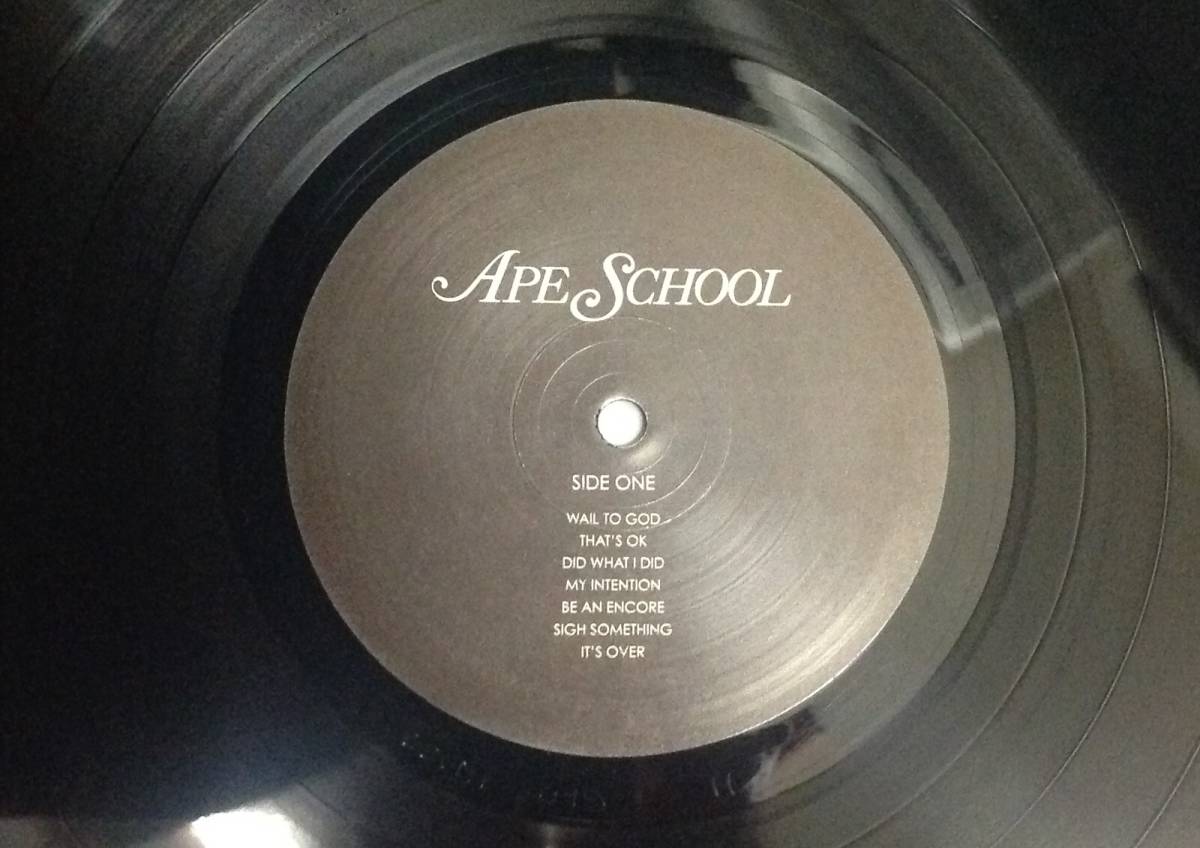 APE SCHOOL
SIDE ONE
WAIL TO GOD
THAT'S OK
DID WHAT I DID
MY INTENTION
BE AN ENCORE
SIGH SOMETHING
IT'S OVER